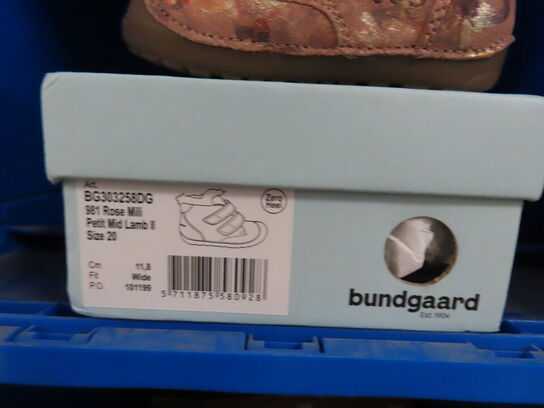 Art.
BG303258DG
981 Rose Mili
Petit Mid Lamb II
Size 20
Zero
Heel
Cm 11,8
Fit Wide
P.O. 101199
5 711875 580928
bundgaard
Est. 1904